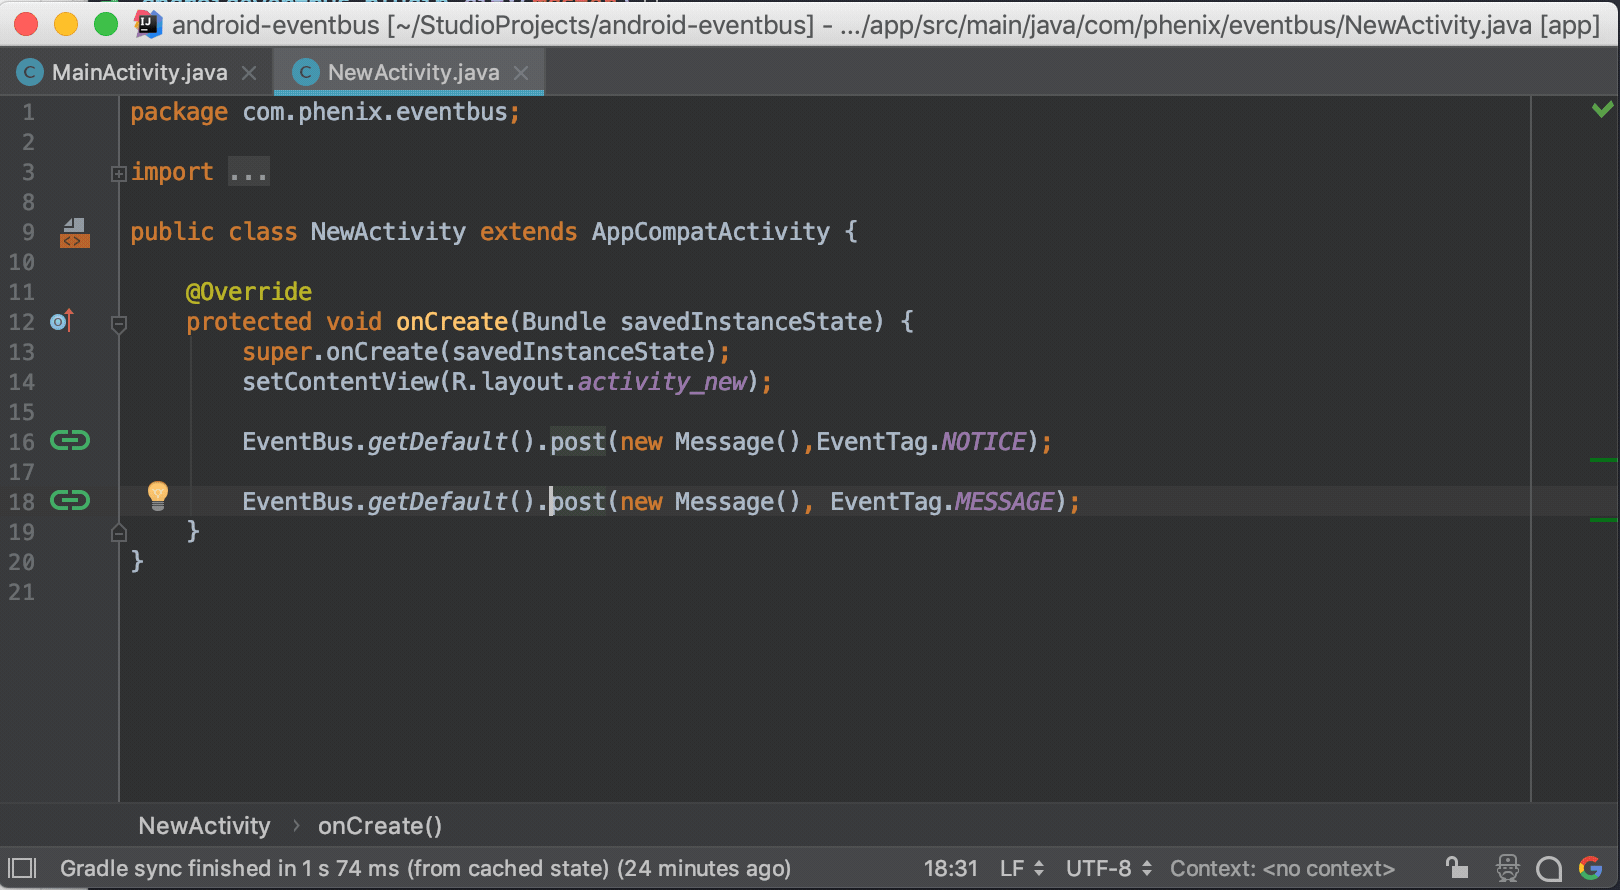 android-eventbus [~/StudioProjects/android-eventbus] - .../app/src/main/java/com/phenix/eventbus/NewActivity.java [app]
MainActivity.java NewActivity.java
1 package com.phenix.eventbus;
2
3 import ...
8
9 public class NewActivity extends AppCompatActivity {
10
11 @Override
12 protected void onCreate(Bundle savedInstanceState) {
13 super.onCreate(savedInstanceState);
14 setContentView(R.layout.activity_new);
15
16 EventBus.getDefault().post(new Message(),EventTag.NOTICE);
17
18 EventBus.getDefault().post(new Message(), EventTag.MESSAGE);
19 }
20 }
21
NewActivity › onCreate()
Gradle sync finished in 1 s 74 ms (from cached state) (24 minutes ago) 18:31 LF UTF-8 Context: <no context>